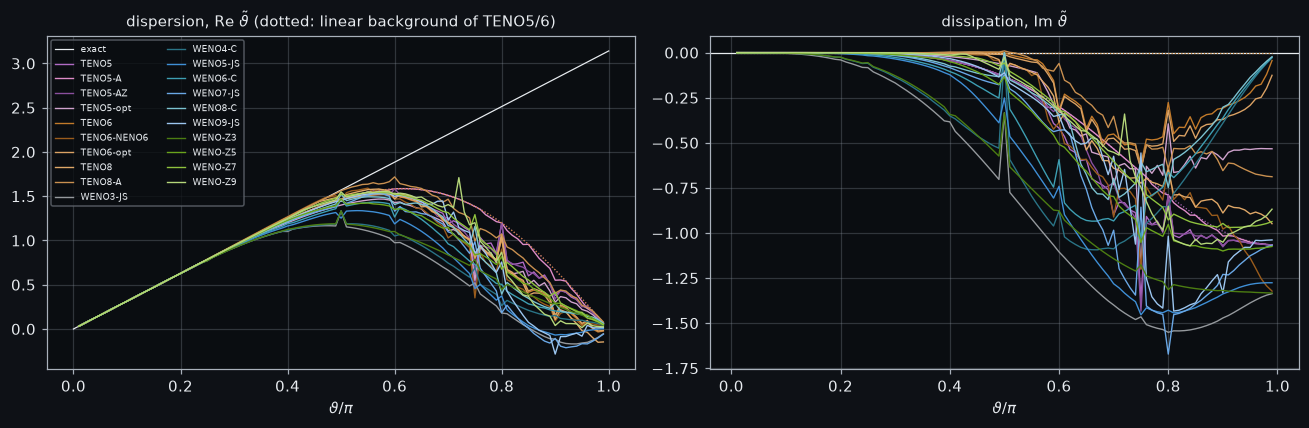 dispersion, Re ϑ̃ (dotted: linear background of TENO5/6)
exact
TENO5
TENO5-A
TENO5-AZ
TENO5-opt
TENO6
TENO6-NENO6
TENO6-opt
TENO8
TENO8-A
WENO3-JS
WENO4-C
WENO5-JS
WENO6-C
WENO7-JS
WENO8-C
WENO9-JS
WENO-Z3
WENO-Z5
WENO-Z7
WENO-Z9
3.0
2.5
2.0
1.5
1.0
0.5
0.0
0.0 0.2 0.4 0.6 0.8 1.0
ϑ/π
dissipation, Im ϑ̃
0.00
−0.25
−0.50
−0.75
−1.00
−1.25
−1.50
−1.75
0.0 0.2 0.4 0.6 0.8 1.0
ϑ/π